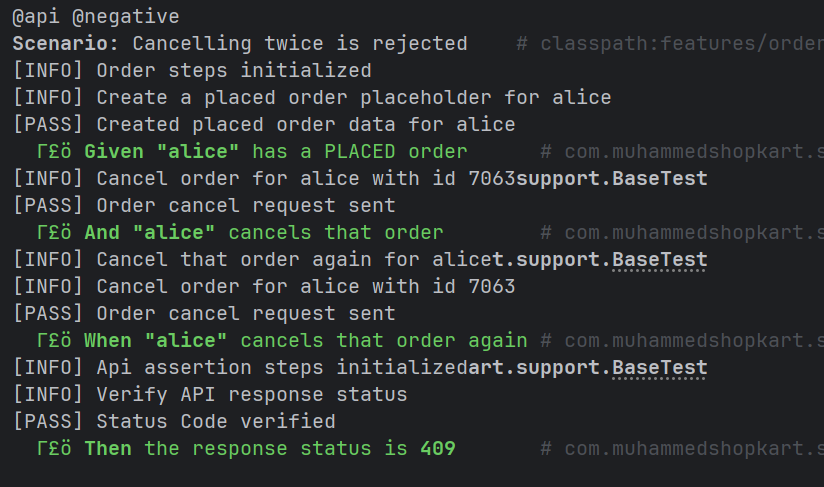 @api @negative
Scenario: Cancelling twice is rejected    # classpath:features/order
[INFO] Order steps initialized
[INFO] Create a placed order placeholder for alice
[PASS] Created placed order data for alice
Γ£ö Given "alice" has a PLACED order      # com.muhammedshopkart.s
[INFO] Cancel order for alice with id 7063support.BaseTest
[PASS] Order cancel request sent
Γ£ö And "alice" cancels that order        # com.muhammedshopkart.s
[INFO] Cancel that order again for alicet.support.BaseTest
[INFO] Cancel order for alice with id 7063
[PASS] Order cancel request sent
Γ£ö When "alice" cancels that order again # com.muhammedshopkart.s
[INFO] Api assertion steps initializedart.support.BaseTest
[INFO] Verify API response status
[PASS] Status Code verified
Γ£ö Then the response status is 409       # com.muhammedshopkart.s